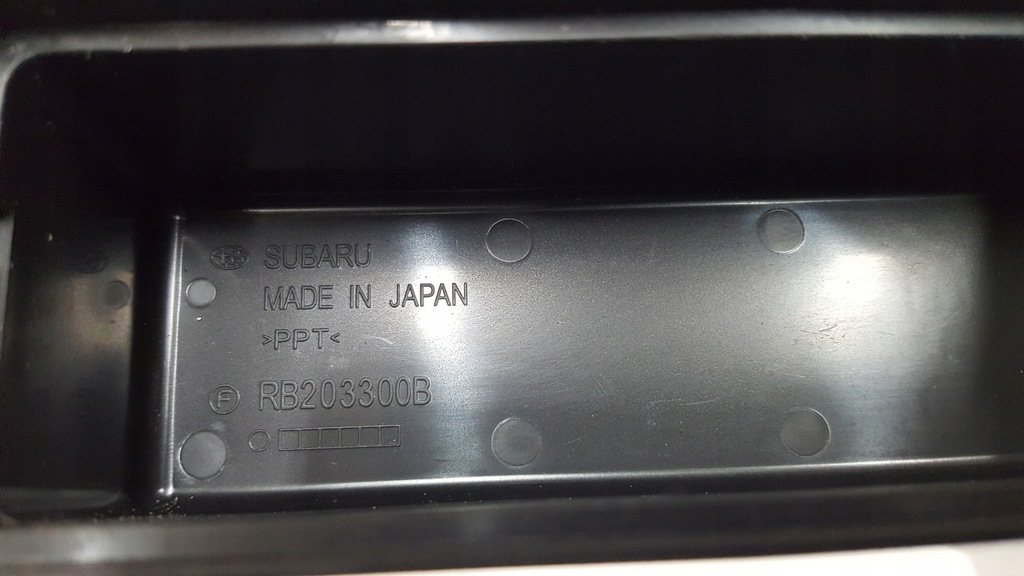 SUBARU
MADE IN JAPAN
>PPT<
F RB203300B